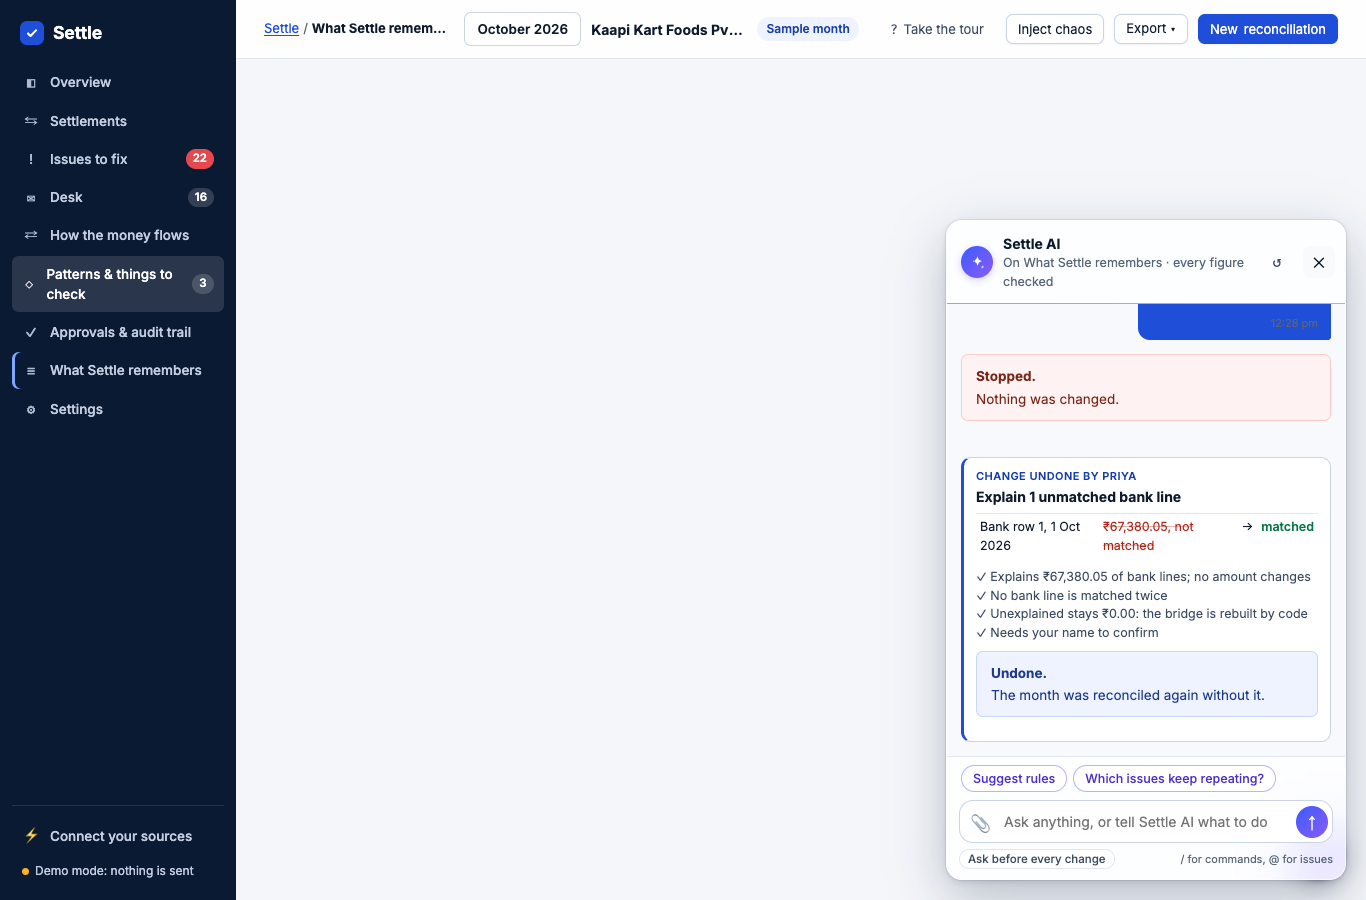 Settle
Overview
Settlements
Issues to fix 22
Desk 16
How the money flows
Patterns & things to
check 3
Approvals & audit trail
What Settle remembers
Settings
Connect your sources
Demo mode: nothing is sent
Settle / What Settle remem...
October 2026
Kaapi Kart Foods Pv...
Sample month
? Take the tour
Inject chaos
Export
New reconciliation
Settle AI
On What Settle remembers · every figure
checked
12:28 pm
Stopped.
Nothing was changed.
CHANGE UNDONE BY PRIYA
Explain 1 unmatched bank line
Bank row 1, 1 Oct
2026
₹67,380.05, not
matched
→ matched
✓ Explains ₹67,380.05 of bank lines; no amount changes
✓ No bank line is matched twice
✓ Unexplained stays ₹0.00: the bridge is rebuilt by code
✓ Needs your name to confirm
Undone.
The month was reconciled again without it.
Suggest rules
Which issues keep repeating?
Ask anything, or tell Settle AI what to do
Ask before every change
/ for commands, @ for issues